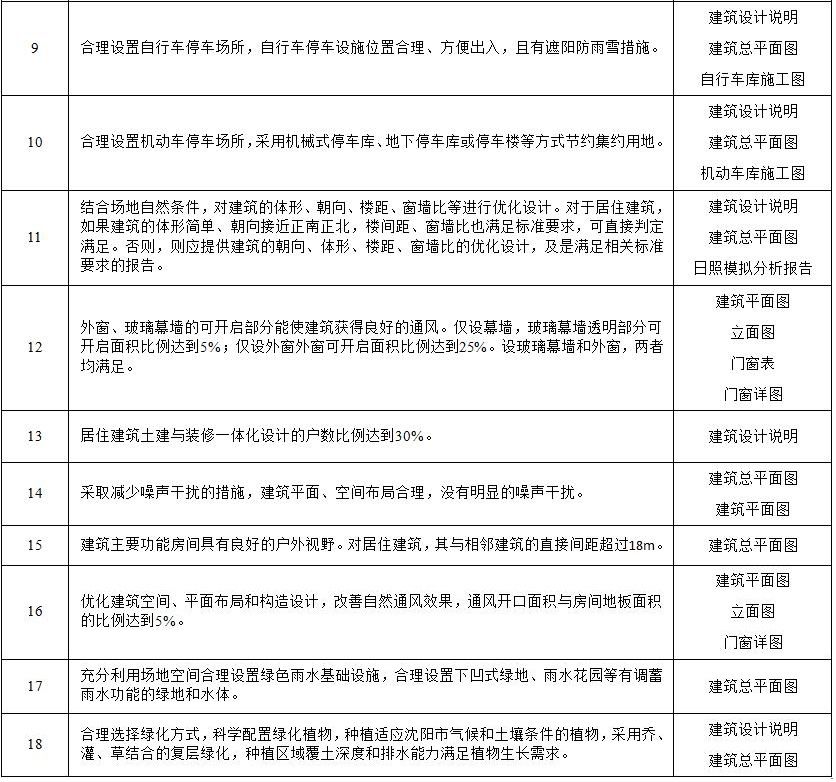 9
合理设置自行车停车场所，自行车停车设施位置合理、方便出入，且有遮阳防雨雪措施。
建筑设计说明
建筑总平面图
自行车库施工图
10
合理设置机动车停车场所，采用机械式停车库、地下停车库或停车楼等方式节约集约用地。
建筑设计说明
建筑总平面图
机动车库施工图
11
结合场地自然条件，对建筑的体形、朝向、楼距、窗墙比等进行优化设计。对于居住建筑，
如果建筑的体形简单、朝向接近正南正北，楼间距、窗墙比也满足标准要求，可直接判定
满足。否则，则应提供建筑的朝向、体形、楼距、窗墙比的优化设计，及是满足相关标准
要求的报告。
建筑设计说明
建筑总平面图
日照模拟分析报告
12
外窗、玻璃幕墙的可开启部分能使建筑获得良好的通风。仅设幕墙，玻璃幕墙透明部分可
开启面积比例达到5%；仅设外窗外窗可开启面积比例达到25%。设玻璃幕墙和外窗，两者
均满足。
建筑平面图
立面图
门窗表
门窗详图
13
居住建筑土建与装修一体化设计的户数比例达到30%。
建筑设计说明
14
采取减少噪声干扰的措施，建筑平面、空间布局合理，没有明显的噪声干扰。
建筑总平面图
建筑平面图
15
建筑主要功能房间具有良好的户外视野。对居住建筑，其与相邻建筑的直接间距超过18m。
建筑总平面图
16
优化建筑空间、平面布局和构造设计，改善自然通风效果，通风开口面积与房间地板面积
的比例达到5%。
建筑平面图
立面图
门窗详图
17
充分利用场地空间合理设置绿色雨水基础设施，合理设置下凹式绿地、雨水花园等有调蓄
雨水功能的绿地和水体。
建筑总平面图
18
合理选择绿化方式，科学配置绿化植物，种植适应沈阳市气候和土壤条件的植物，采用乔、
灌、草结合的复层绿化，种植区域覆土深度和排水能力满足植物生长需求。
建筑设计说明
建筑总平面图